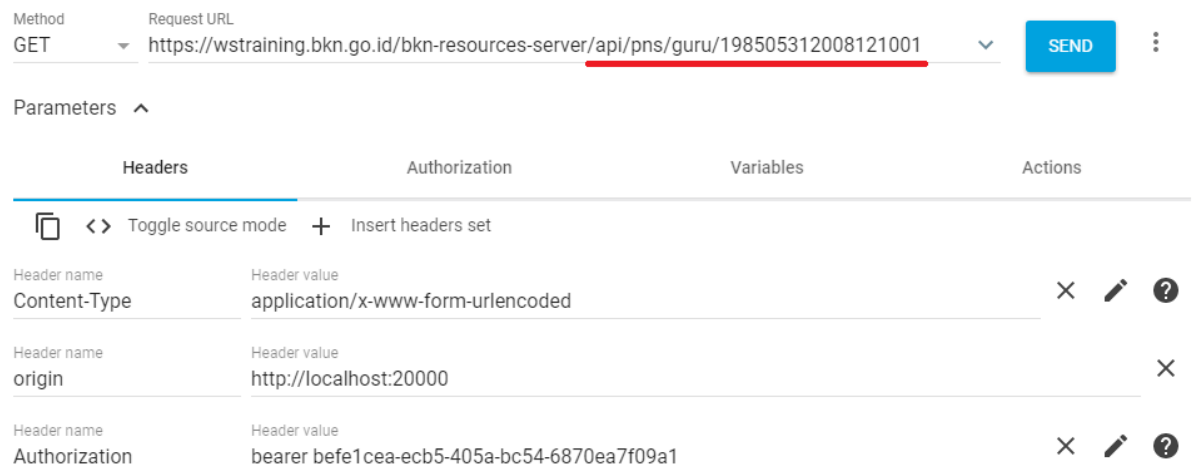 Method Request URL
GET https://wstraining.bkn.go.id/bkn-resources-server/api/pns/guru/198505312008121001 SEND
Parameters
Headers Authorization Variables Actions
Toggle source mode Insert headers set
Header name Header value
Content-Type application/x-www-form-urlencoded
Header name Header value
origin http://localhost:20000
Header name Header value
Authorization bearer befe1cea-ecb5-405a-bc54-6870ea7f09a1